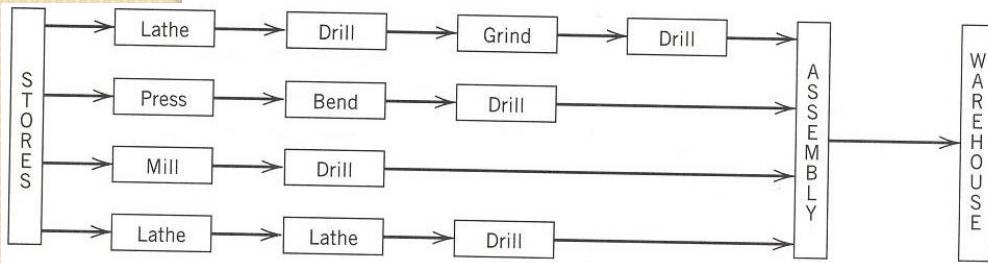 STORES
Lathe Drill Grind Drill
Press Bend Drill
Mill Drill
Lathe Lathe Drill
ASSEMBLY
WAREHOUSE